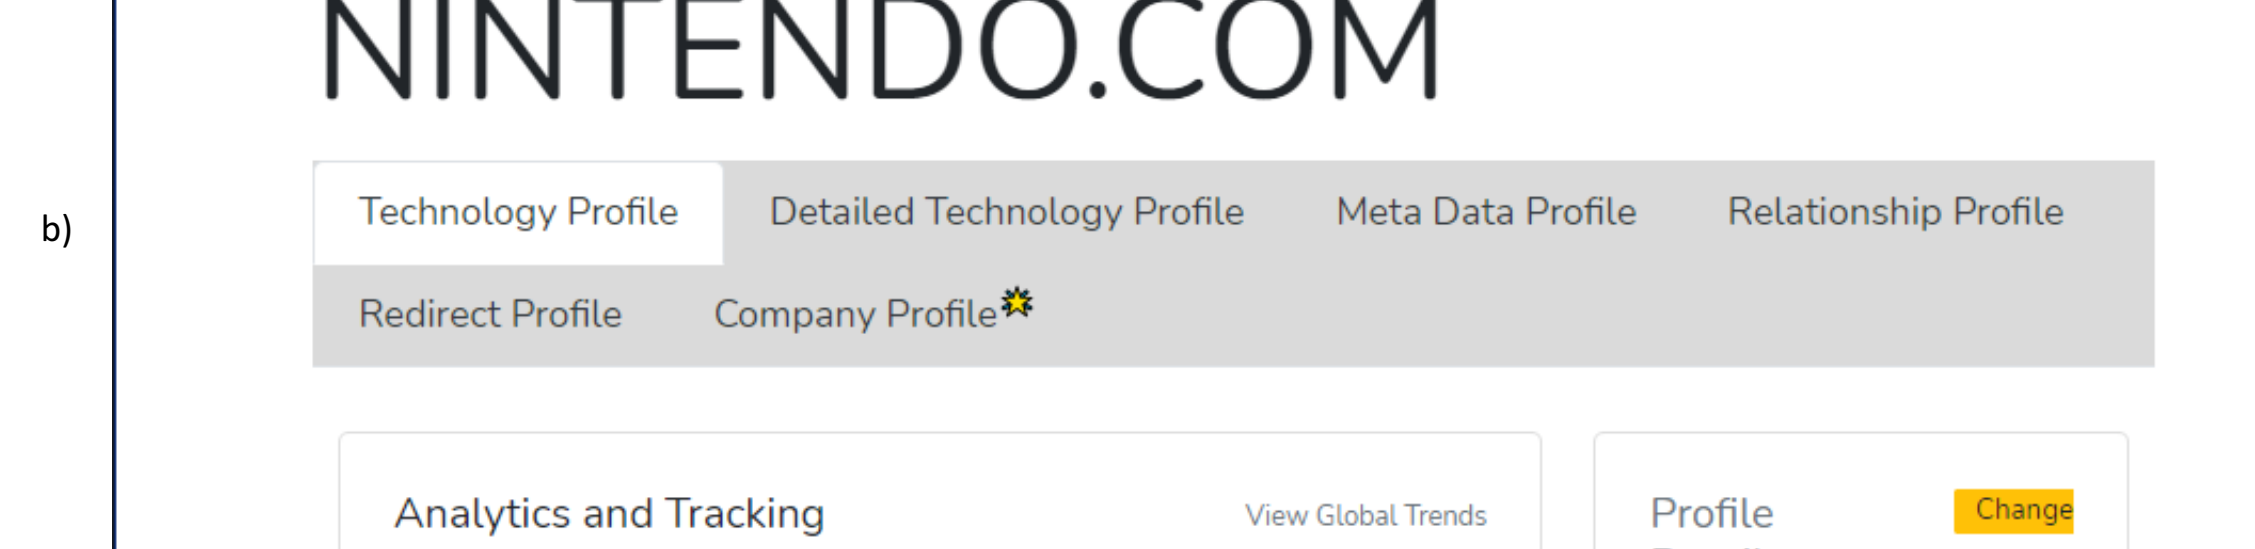 NINTENDO.COM
b)
Technology Profile Detailed Technology Profile Meta Data Profile Relationship Profile
Redirect Profile Company Profile
Analytics and Tracking View Global Trends Profile Change